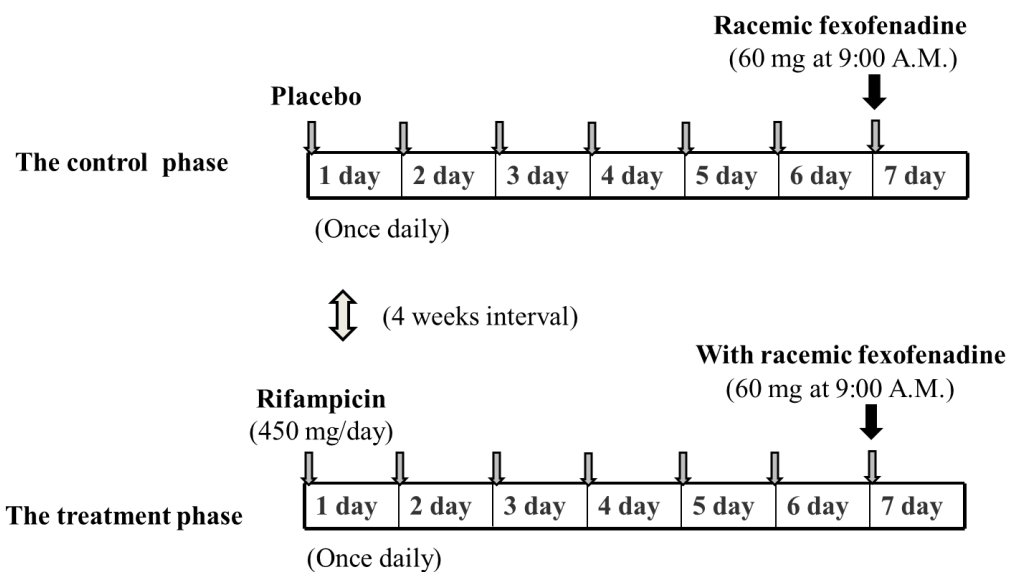 Racemic fexofenadine
(60 mg at 9:00 A.M.)
Placebo
The control phase
1 day 2 day 3 day 4 day 5 day 6 day 7 day
(Once daily)
(4 weeks interval)
With racemic fexofenadine
(60 mg at 9:00 A.M.)
Rifampicin
(450 mg/day)
The treatment phase
1 day 2 day 3 day 4 day 5 day 6 day 7 day
(Once daily)